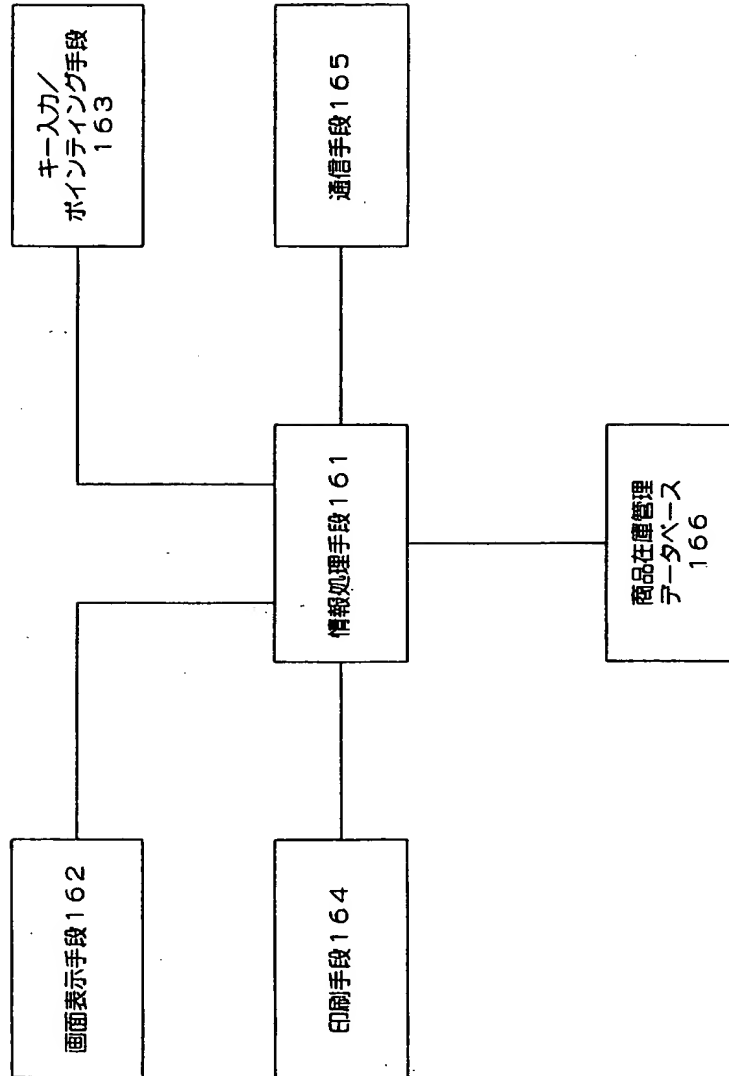 画面表示手段162
キー入力/
ポインティング手段
163
情報処理手段161
印刷手段164
通信手段165
商品在庫管理
データベース
166